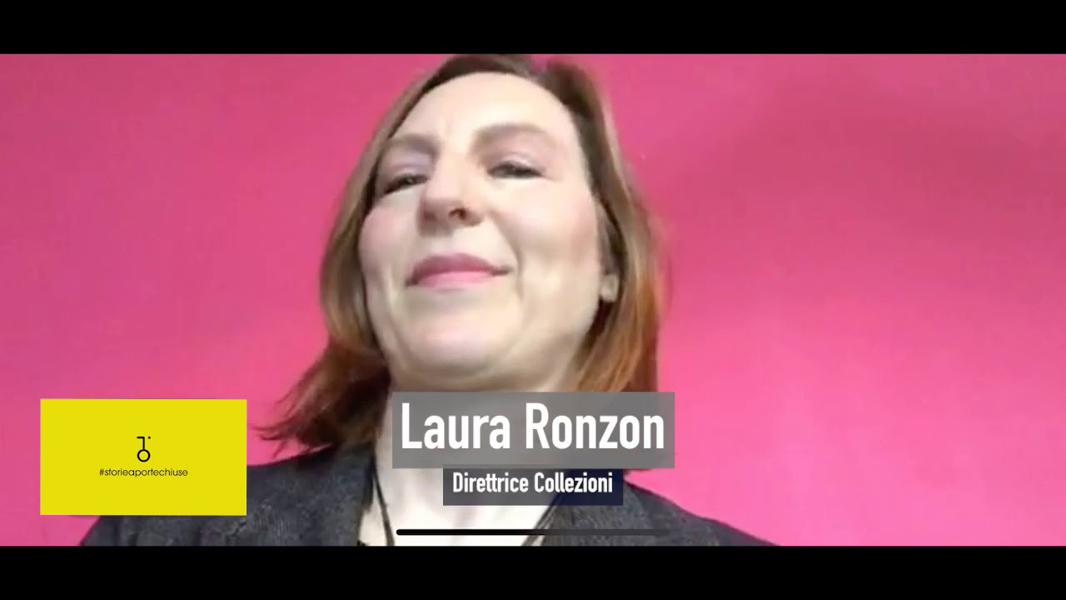 Laura Ronzon
Direttrice Collezioni
#storieaportechiuse